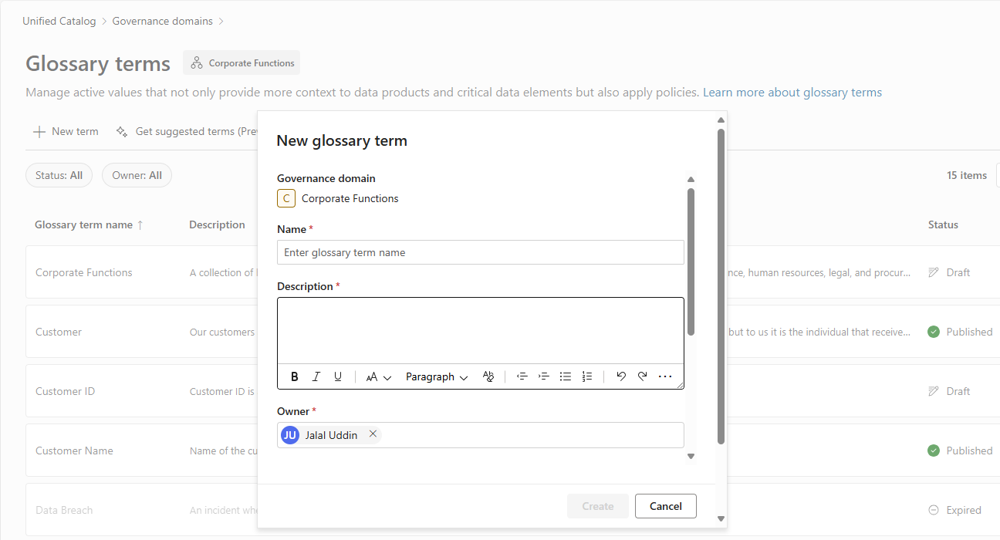 Unified Catalog > Governance domains >
Glossary terms Corporate Functions
Manage active values that not only provide more context to data products and critical data elements but also apply policies. Learn more about glossary terms
New term Get suggested terms
Status: All Owner: All 15 items
Glossary term name ↑ Description Status
Corporate Functions A collection of nce, human resources, legal, and procur... Draft
Customer Our customers but to us it is the individual that receive... Published
Customer ID Customer ID is Draft
Customer Name Name of the Published
Data Breach An incident Expired
New glossary term
Governance domain
C Corporate Functions
Name *
Enter glossary term name
Description *
B I U AA Paragraph Ab
Owner *
JU Jalal Uddin
Create Cancel